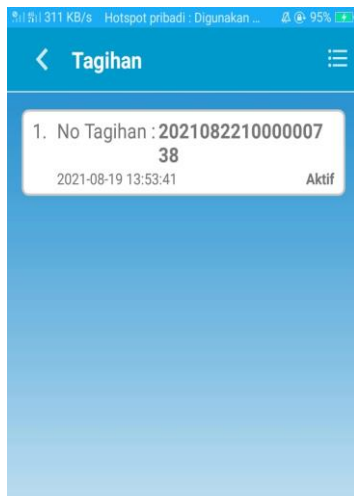 311 KB/s Hotspot pribadi : Digunakan ... 95%
Tagihan
1. No Tagihan : 2021082210000007
38
2021-08-19 13:53:41 Aktif